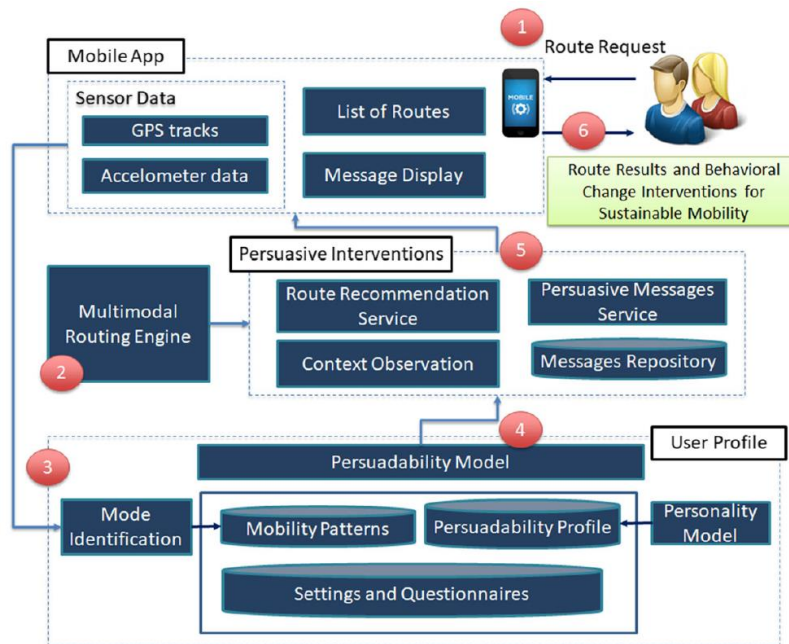 1
Route Request
Mobile App
Sensor Data
GPS tracks
Accelometer data
List of Routes
Message Display
MOBILE
6
Route Results and Behavioral
Change Interventions for
Sustainable Mobility
5
Persuasive Interventions
Multimodal
Routing Engine
2
Route Recommendation
Service
Persuasive Messages
Service
Context Observation
Messages Repository
4
User Profile
3
Persuadability Model
Mode
Identification
Mobility Patterns
Persuadability Profile
Personality
Model
Settings and Questionnaires